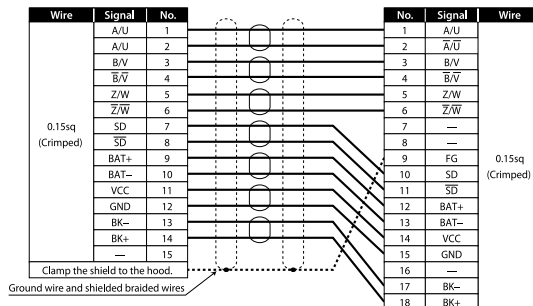 Wire Signal No.
A/U 1
A/U 2
B/V 3
B̅/V̅ 4
Z/W 5
Z̅/W̅ 6
SD 7
S̅D̅ 8
BAT+ 9
BAT− 10
VCC 11
GND 12
BK− 13
BK+ 14
— 15
0.15sq
(Crimped)
Clamp the shield to the hood.
Ground wire and shielded braided wires
No. Signal Wire
1 A/U
2 A̅/U̅
3 B/V
4 B̅/V̅
5 Z/W
6 Z̅/W̅
7 —
8 —
9 FG
10 SD
11 S̅D̅
12 BAT+
13 BAT−
14 VCC
15 GND
16 —
17 BK−
18 BK+
0.15sq
(Crimped)